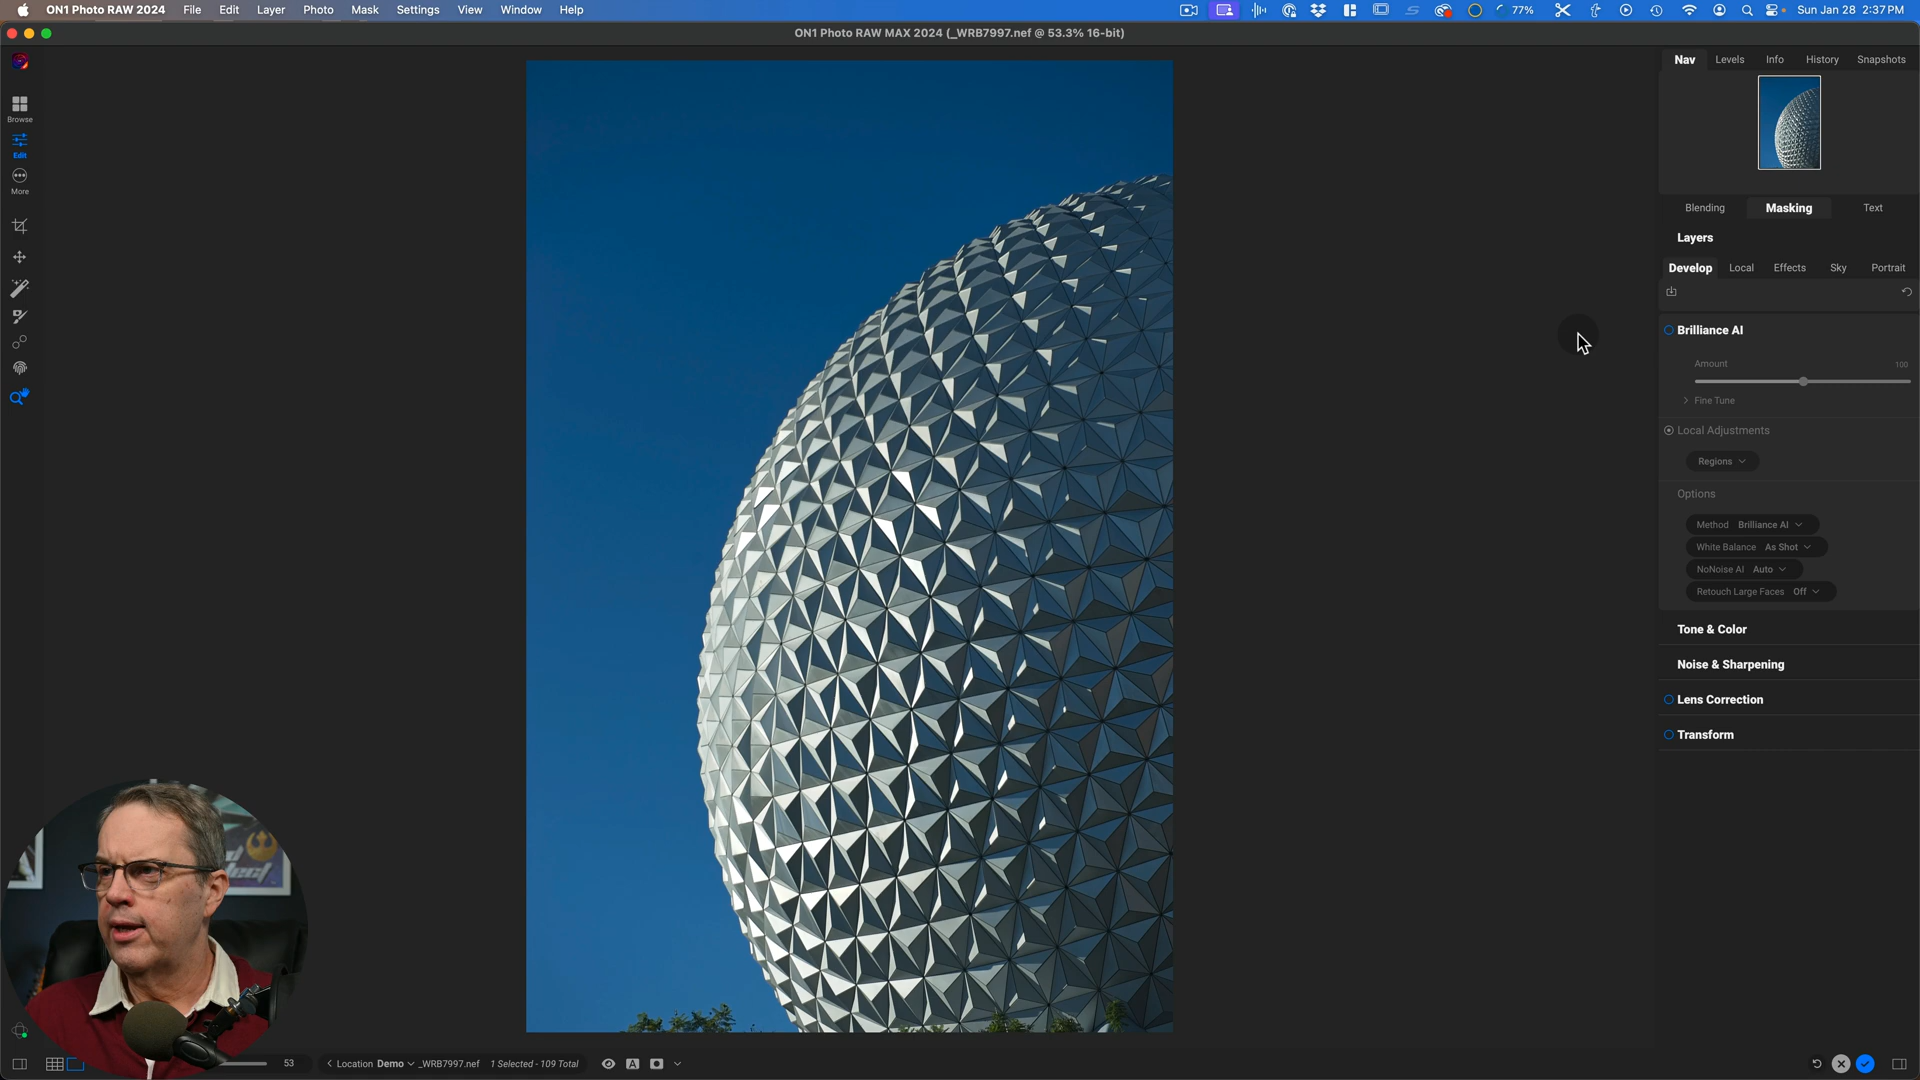 ON1 Photo RAW 2024 File Edit Layer Photo Mask Settings View Window Help 77% Sun Jan 28 2:37 PM
ON1 Photo RAW MAX 2024 (_WRB7997.nef @ 53.3% 16-bit)
Nav Levels Info History Snapshots
Browse
Edit
More
Blending Masking Text
Layers
Develop Local Effects Sky Portrait
Brilliance AI
Amount 100
Fine Tune
Local Adjustments
Regions
Options
Method Brilliance AI
White Balance As Shot
NoNoise AI Auto
Retouch Large Faces Off
Tone & Color
Noise & Sharpening
Lens Correction
Transform
53 Location Demo _WRB7997.nef 1 Selected - 109 Total
A